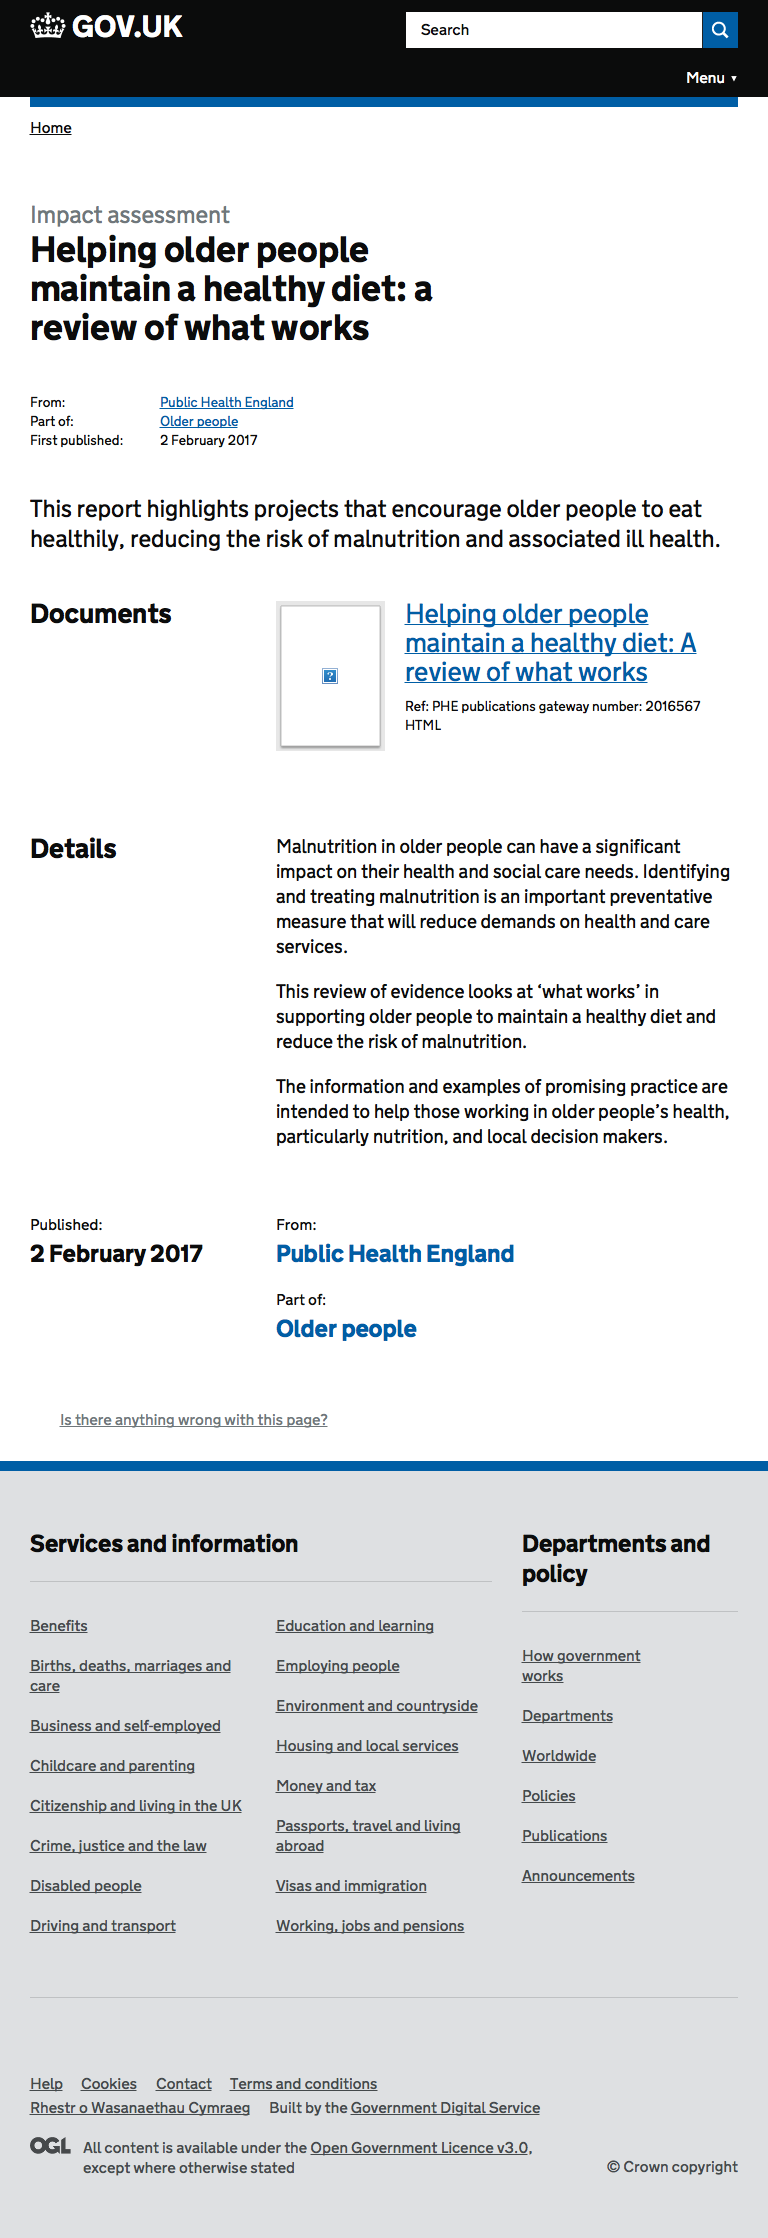 GOV.UK
Search
Menu ▼
Home
Impact assessment
Helping older people
maintain a healthy diet: a
review of what works
From: Public Health England
Part of: Older people
First published: 2 February 2017
This report highlights projects that encourage older people to eat
healthily, reducing the risk of malnutrition and associated ill health.
Documents
Helping older people
maintain a healthy diet: A
review of what works
Ref: PHE publications gateway number: 2016567
HTML
Details
Malnutrition in older people can have a significant
impact on their health and social care needs. Identifying
and treating malnutrition is an important preventative
measure that will reduce demands on health and care
services.
This review of evidence looks at ‘what works’ in
supporting older people to maintain a healthy diet and
reduce the risk of malnutrition.
The information and examples of promising practice are
intended to help those working in older people’s health,
particularly nutrition, and local decision makers.
Published:
2 February 2017
From:
Public Health England
Part of:
Older people
Is there anything wrong with this page?
Services and information
Benefits
Births, deaths, marriages and
care
Business and self-employed
Childcare and parenting
Citizenship and living in the UK
Crime, justice and the law
Disabled people
Driving and transport
Education and learning
Employing people
Environment and countryside
Housing and local services
Money and tax
Passports, travel and living
abroad
Visas and immigration
Working, jobs and pensions
Departments and
policy
How government
works
Departments
Worldwide
Policies
Publications
Announcements
Help Cookies Contact Terms and conditions
Rhestr o Wasanaethau Cymraeg Built by the Government Digital Service
OGL All content is available under the Open Government Licence v3.0,
except where otherwise stated
© Crown copyright